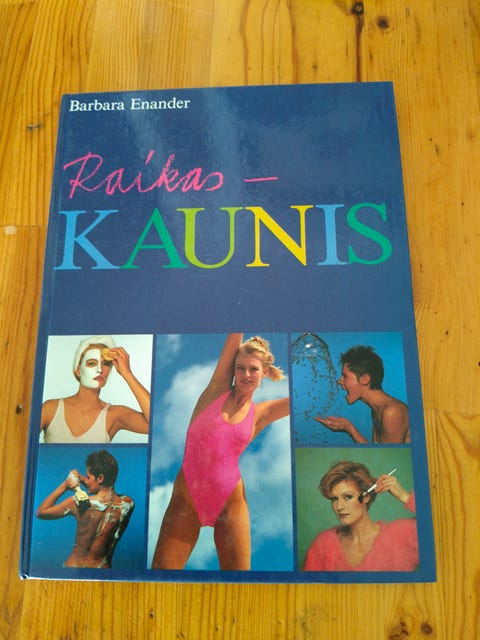 Barbara Enander
Raikas –
KAUNIS